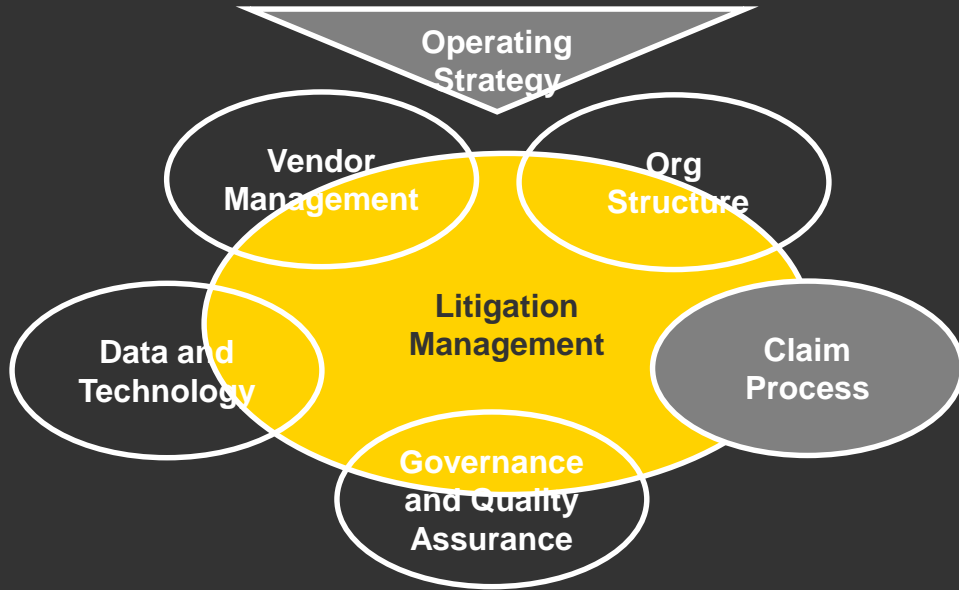 Operating
Strategy
Vendor
Management
Org
Structure
Litigation
Management
Data and
Technology
Claim
Process
Governance
and Quality
Assurance